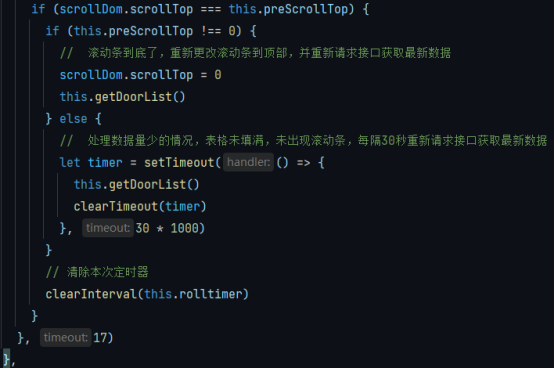 if (scrollDom.scrollTop === this.preScrollTop) {
if (this.preScrollTop !== 0) {
// 滚动条到底了，重新更改滚动条到顶部，并重新请求接口获取最新数据
scrollDom.scrollTop = 0
this.getDoorList()
} else {
// 处理数据量少的情况，表格未填满，未出现滚动条，每隔30秒重新请求接口获取最新数据
let timer = setTimeout( handler: () => {
this.getDoorList()
clearTimeout(timer)
}, timeout: 30 * 1000)
}
// 清除本次定时器
clearInterval(this.rolltimer)
}
}, timeout: 17)
},